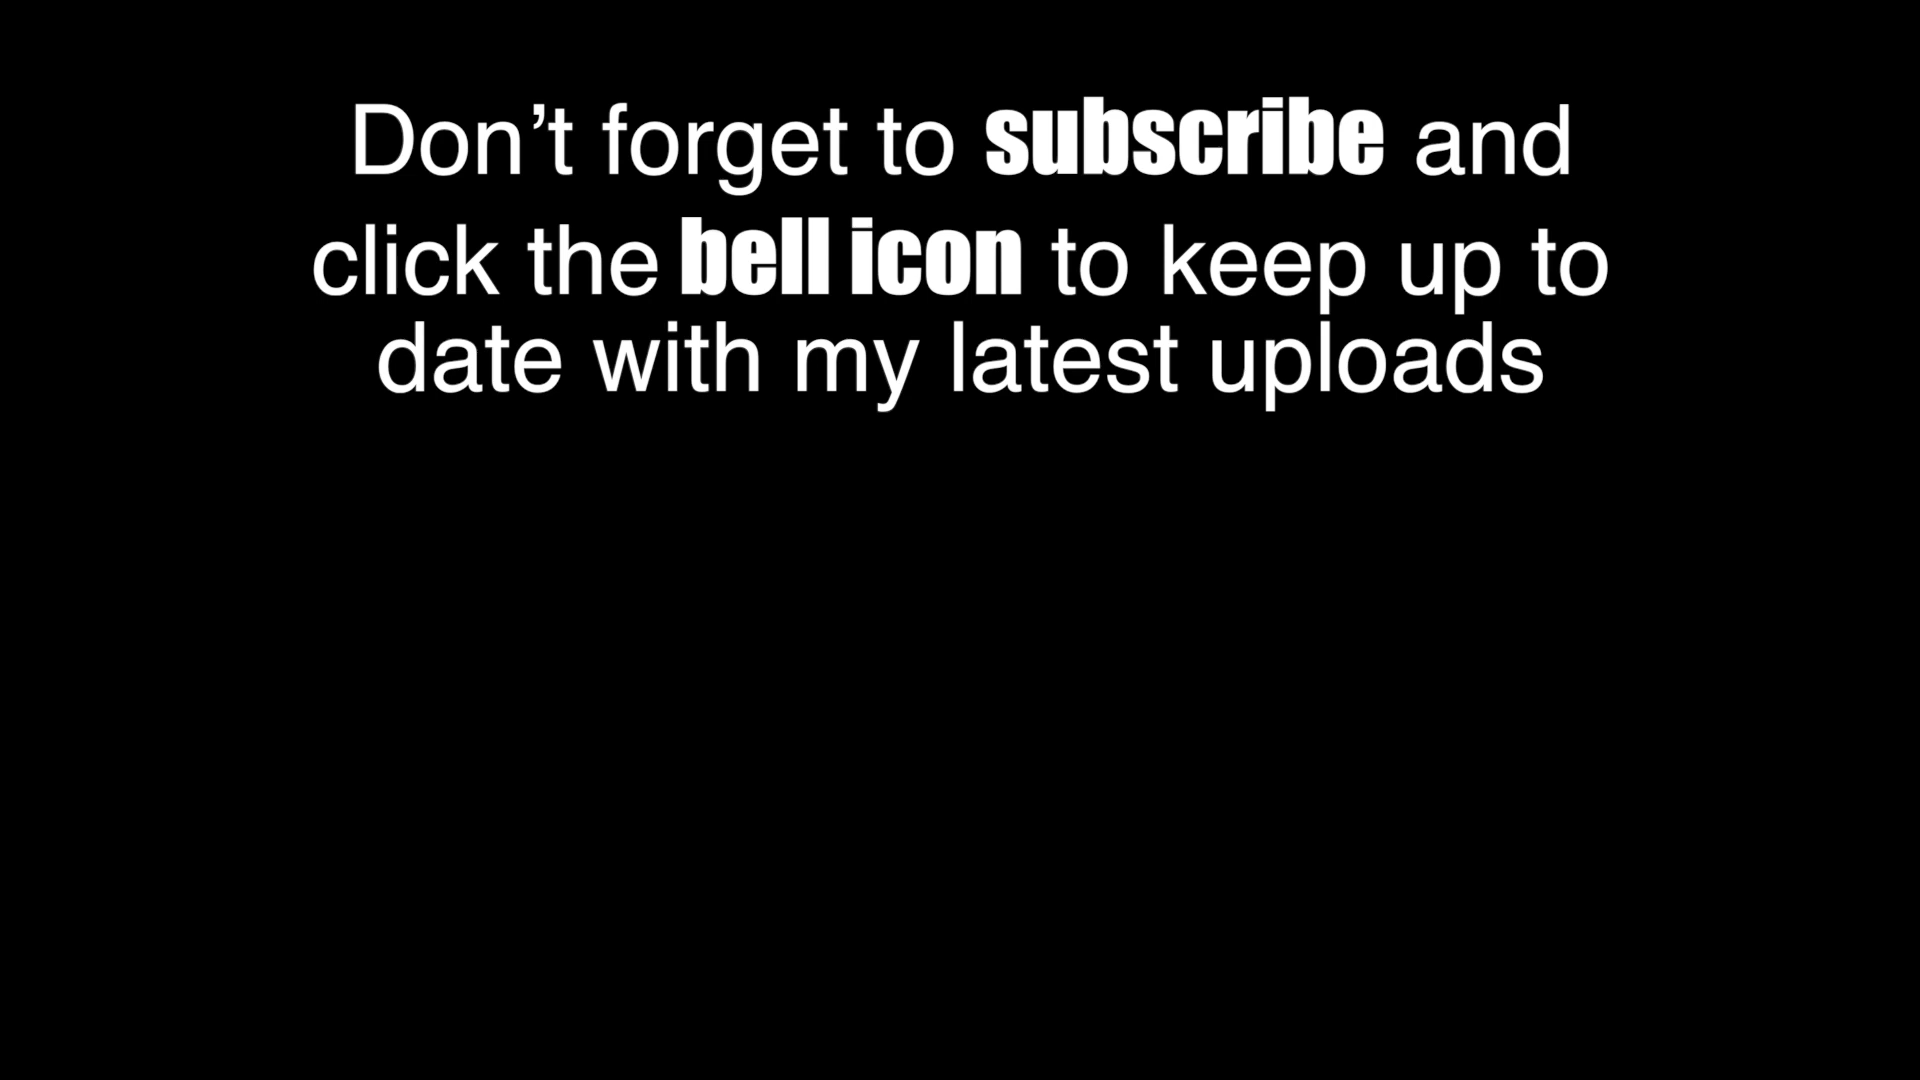 Don’t forget to subscribe and
click the bell icon to keep up to
date with my latest uploads